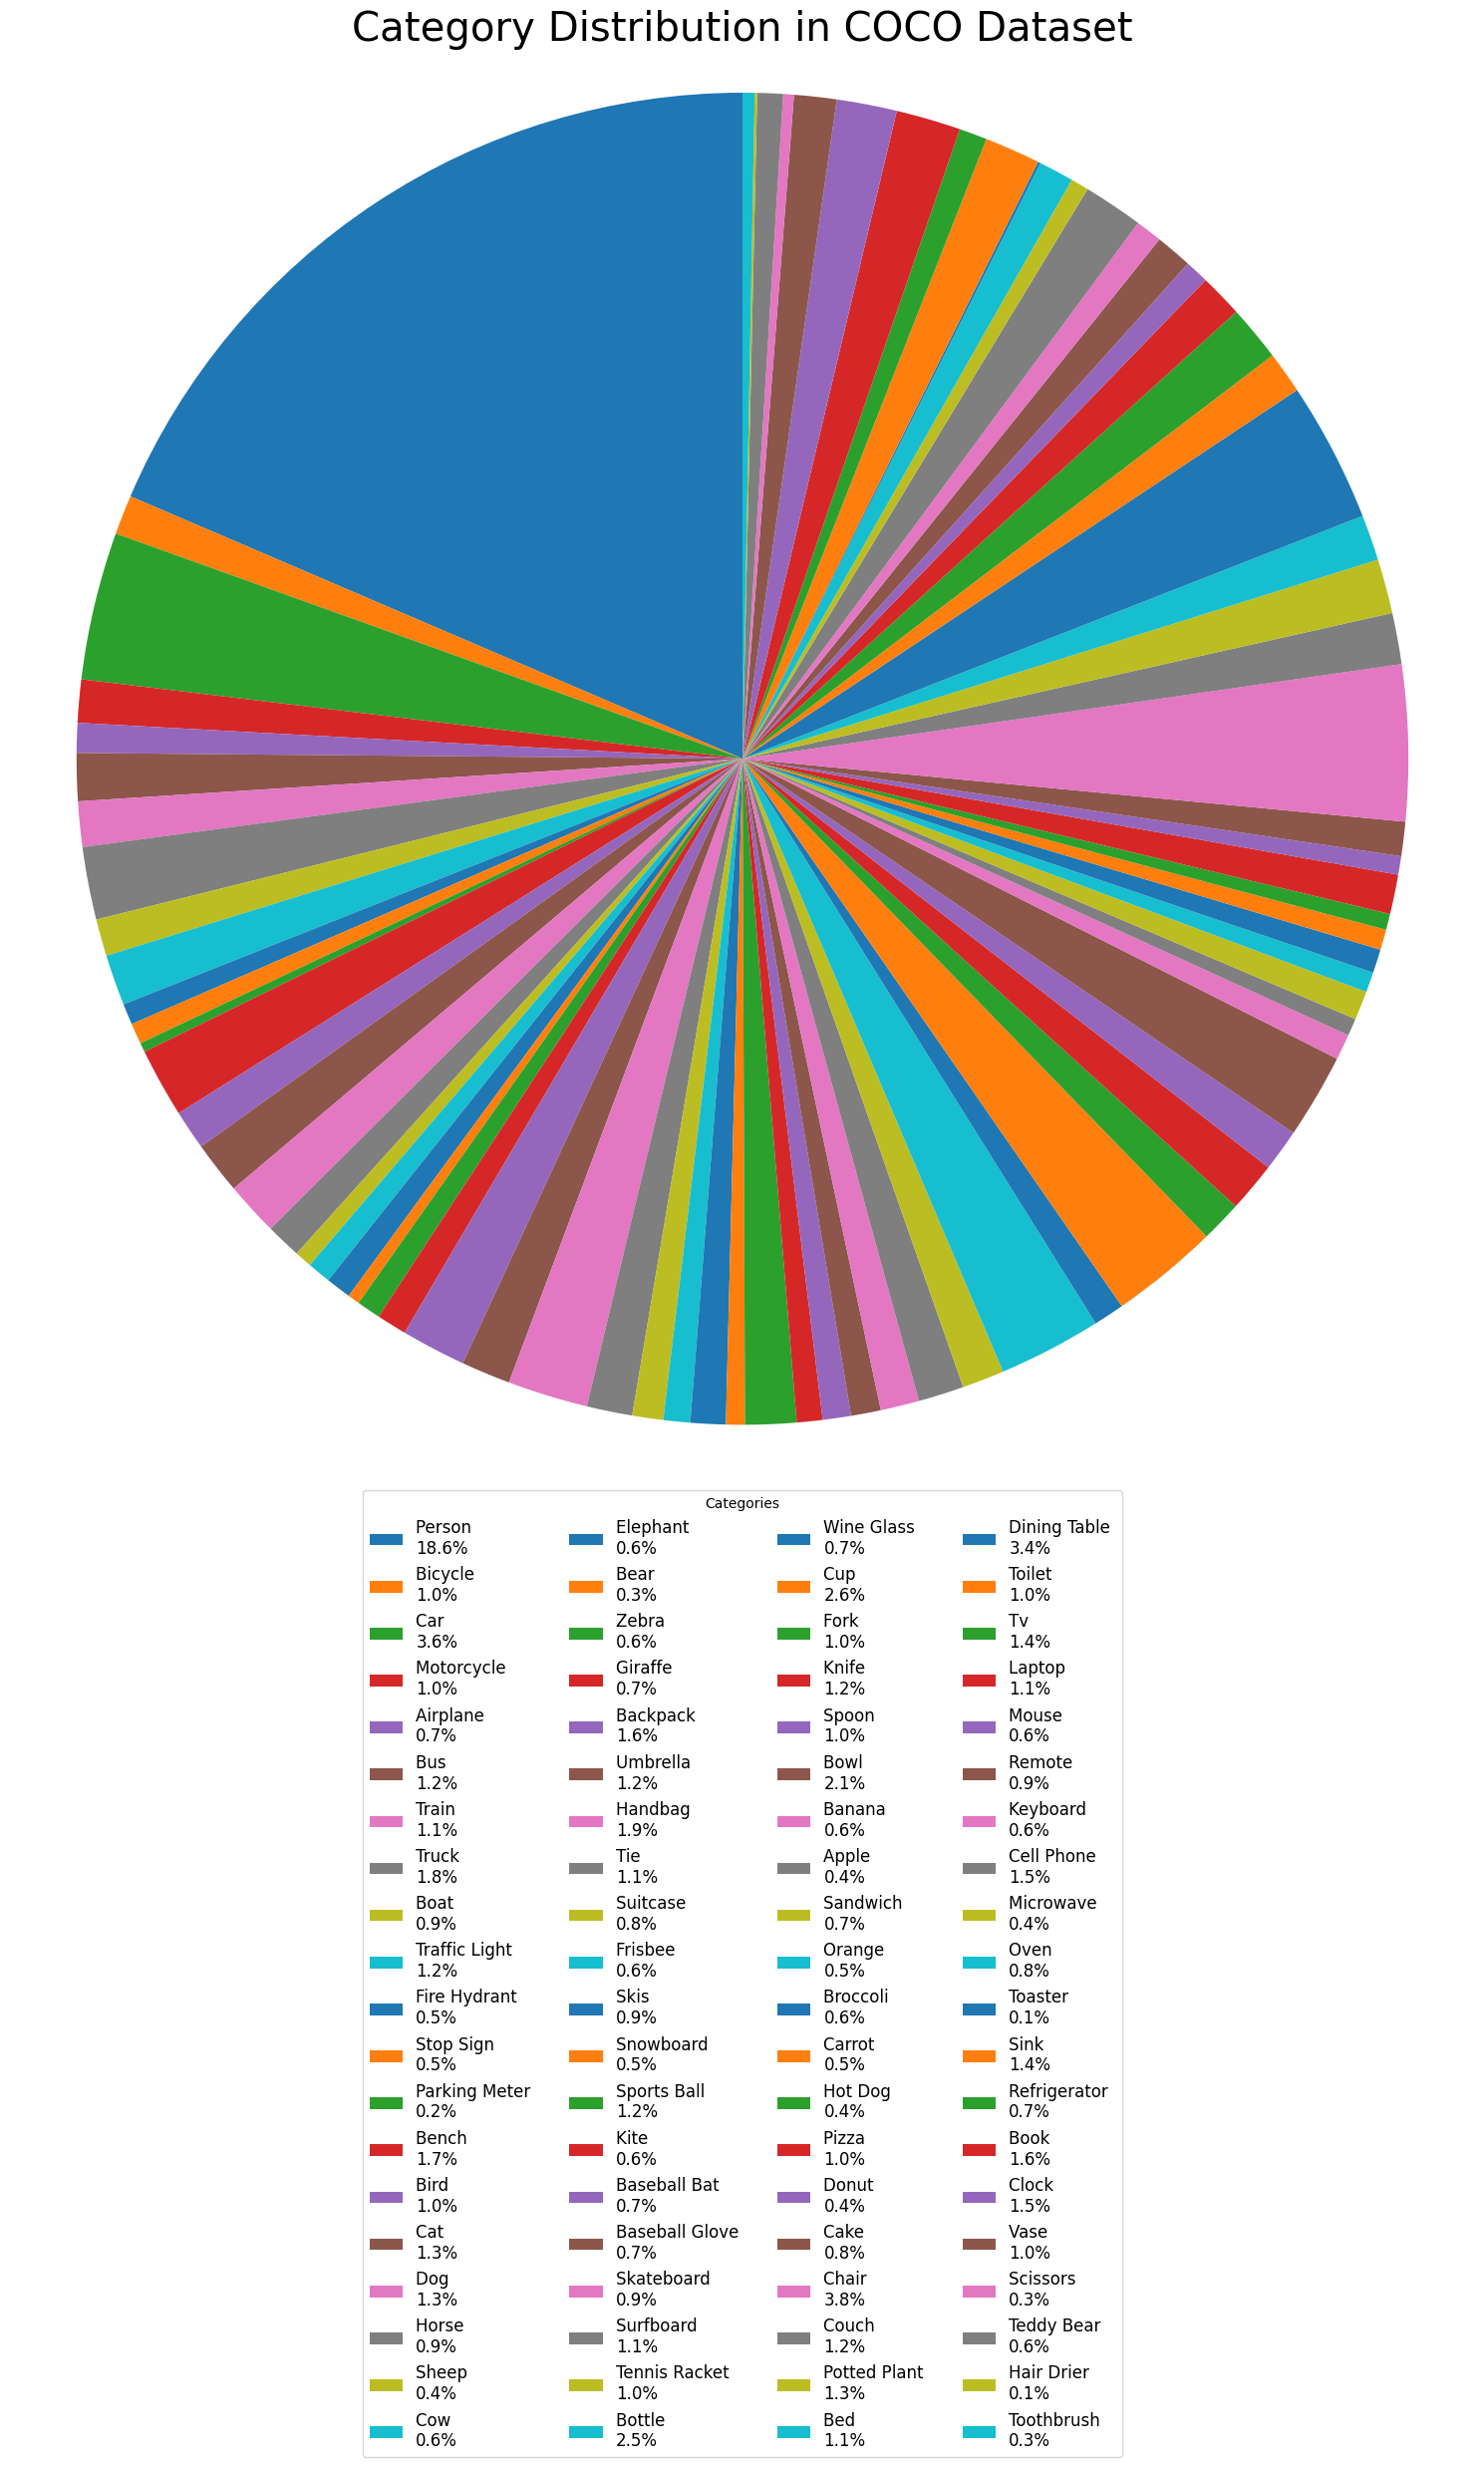 Category Distribution in COCO Dataset
Categories
Person
18.6%
Bicycle
1.0%
Car
3.6%
Motorcycle
1.0%
Airplane
0.7%
Bus
1.2%
Train
1.1%
Truck
1.8%
Boat
0.9%
Traffic Light
1.2%
Fire Hydrant
0.5%
Stop Sign
0.5%
Parking Meter
0.2%
Bench
1.7%
Bird
1.0%
Cat
1.3%
Dog
1.3%
Horse
0.9%
Sheep
0.4%
Cow
0.6%
Elephant
0.6%
Bear
0.3%
Zebra
0.6%
Giraffe
0.7%
Backpack
1.6%
Umbrella
1.2%
Handbag
1.9%
Tie
1.1%
Suitcase
0.8%
Frisbee
0.6%
Skis
0.9%
Snowboard
0.5%
Sports Ball
1.2%
Kite
0.6%
Baseball Bat
0.7%
Baseball Glove
0.7%
Skateboard
0.9%
Surfboard
1.1%
Tennis Racket
1.0%
Bottle
2.5%
Wine Glass
0.7%
Cup
2.6%
Fork
1.0%
Knife
1.2%
Spoon
1.0%
Bowl
2.1%
Banana
0.6%
Apple
0.4%
Sandwich
0.7%
Orange
0.5%
Broccoli
0.6%
Carrot
0.5%
Hot Dog
0.4%
Pizza
1.0%
Donut
0.4%
Cake
0.8%
Chair
3.8%
Couch
1.2%
Potted Plant
1.3%
Bed
1.1%
Dining Table
3.4%
Toilet
1.0%
Tv
1.4%
Laptop
1.1%
Mouse
0.6%
Remote
0.9%
Keyboard
0.6%
Cell Phone
1.5%
Microwave
0.4%
Oven
0.8%
Toaster
0.1%
Sink
1.4%
Refrigerator
0.7%
Book
1.6%
Clock
1.5%
Vase
1.0%
Scissors
0.3%
Teddy Bear
0.6%
Hair Drier
0.1%
Toothbrush
0.3%